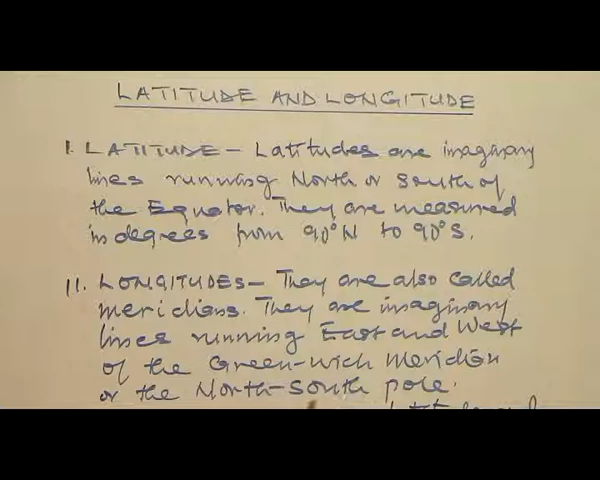 LATITUDE AND LONGITUDE
I. LATITUDE – Latitudes are imaginary
lines running North or South of
the Equator. They are measured
in degrees from 90°N to 90°S.
II. LONGITUDES – They are also called
meridians. They are imaginary
lines running East and West
of the Green-wich Meridian
or the North-South pole.